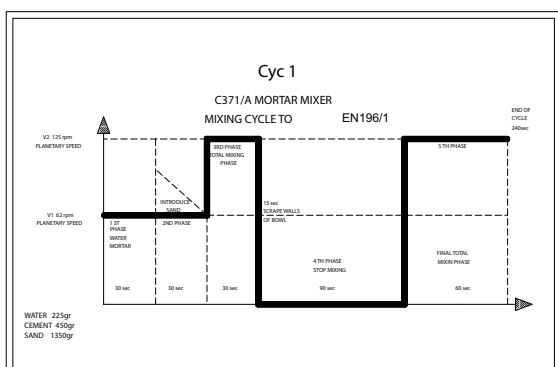 Cyc 1
C371/A MORTAR MIXER
MIXING CYCLE TO EN196/1
END OF
CYCLE
240sec
V2 125 rpm
PLANETARY SPEED
3RD PHASE
TOTAL MIXING
PHASE
5 TH PHASE
INTRODUCE
SAND
15 sec
SCRAPE WALLS
OF BOWL
V1 62 rpm
PLANETARY SPEED
1 ST
PHASE
WATER
MORTAR
2ND PHASE
4 TH PHASE
STOP MIXING
FINAL TOTAL
MIXIN PHASE
30 sec
30 sec
30 sec
90 sec
60 sec
WATER 225gr
CEMENT 450gr
SAND 1350gr